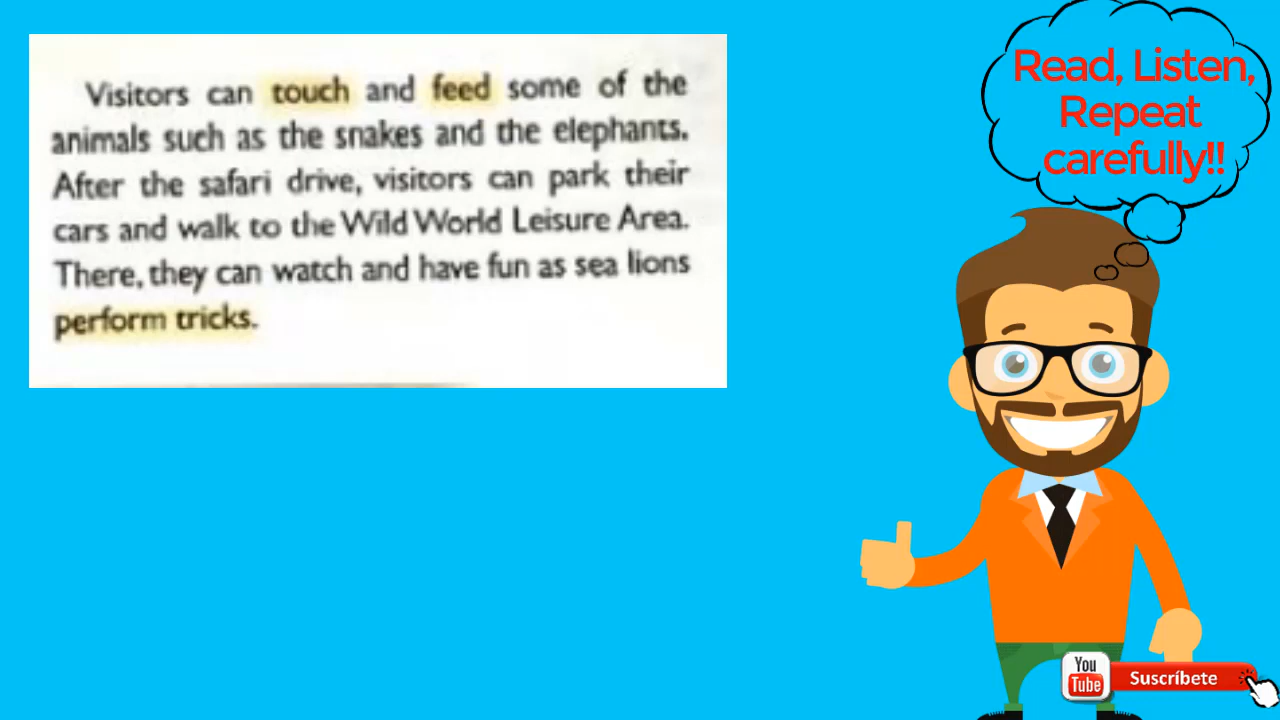 Visitors can touch and feed some of the
animals such as the snakes and the elephants.
After the safari drive, visitors can park their
cars and walk to the Wild World Leisure Area.
There, they can watch and have fun as sea lions
perform tricks.
Read, Listen,
Repeat
carefully!!
You
Tube
Suscríbete